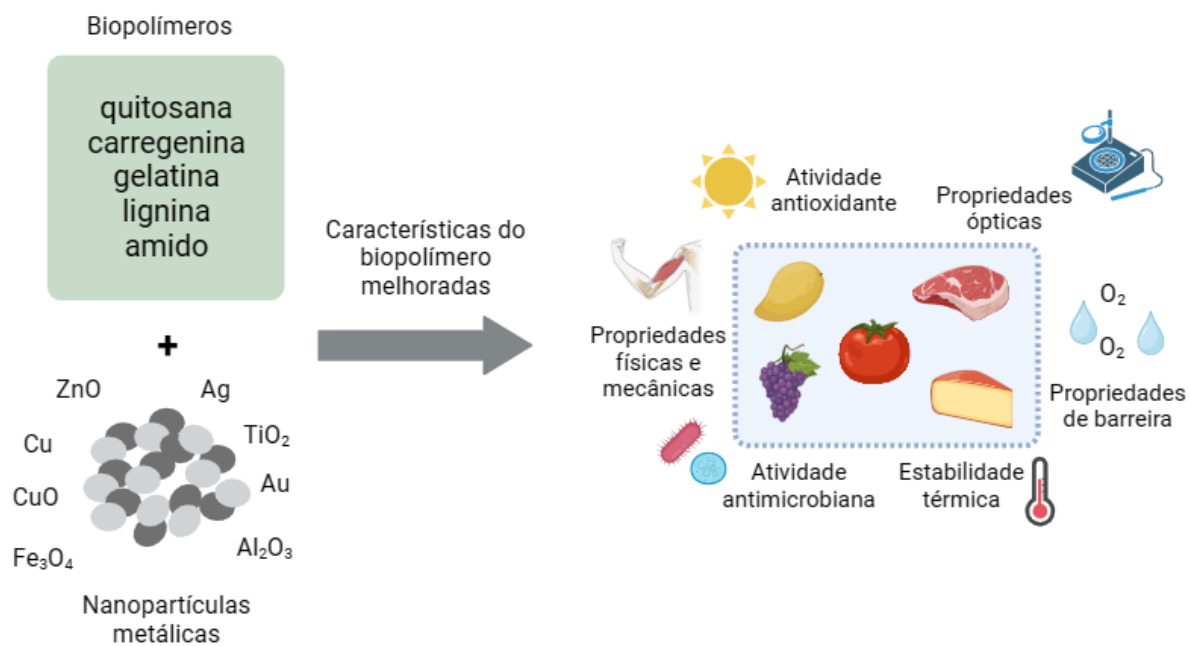 Biopolímeros
quitosana
carregenina
gelatina
lignina
amido
+
ZnO
Ag
Cu
TiO₂
CuO
Au
Fe₃O₄
Al₂O₃
Nanopartículas
metálicas
Características do
biopolímero
melhoradas
Atividade
antioxidante
Propriedades
ópticas
Propriedades
físicas e
mecânicas
O₂
O₂
Propriedades
de barreira
Atividade
antimicrobiana
Estabilidade
térmica